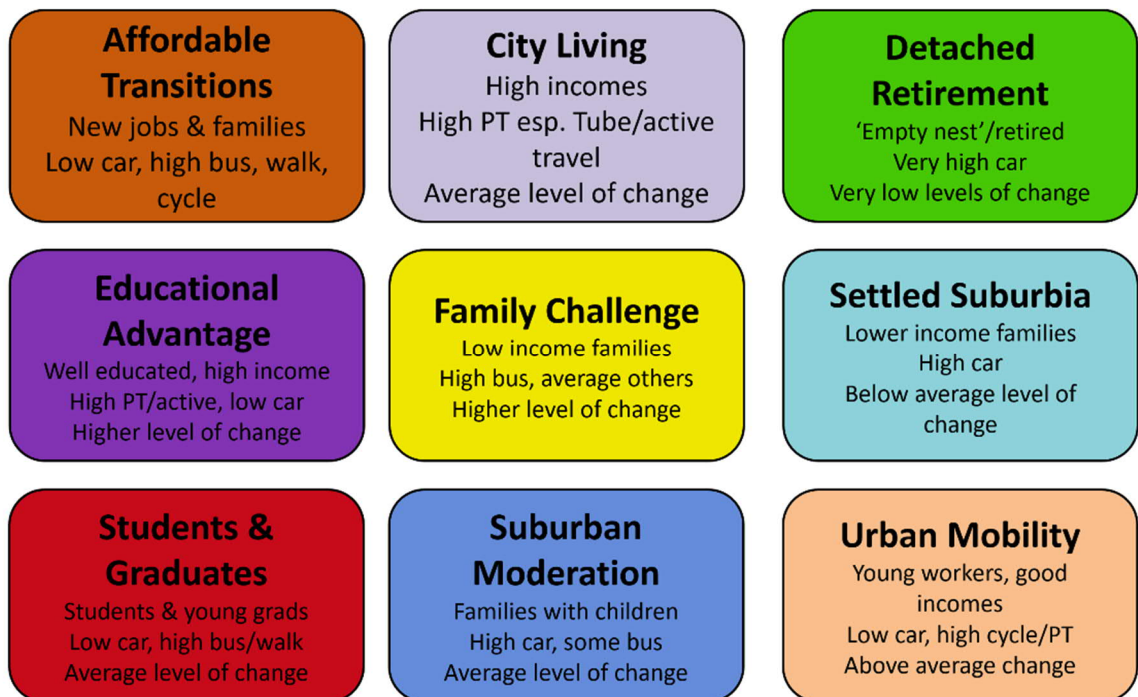 Affordable
Transitions
New jobs & families
Low car, high bus, walk,
cycle
City Living
High incomes
High PT esp. Tube/active
travel
Average level of change
Detached
Retirement
‘Empty nest’/retired
Very high car
Very low levels of change
Educational
Advantage
Well educated, high income
High PT/active, low car
Higher level of change
Family Challenge
Low income families
High bus, average others
Higher level of change
Settled Suburbia
Lower income families
High car
Below average level of
change
Students &
Graduates
Students & young grads
Low car, high bus/walk
Average level of change
Suburban
Moderation
Families with children
High car, some bus
Average level of change
Urban Mobility
Young workers, good
incomes
Low car, high cycle/PT
Above average change